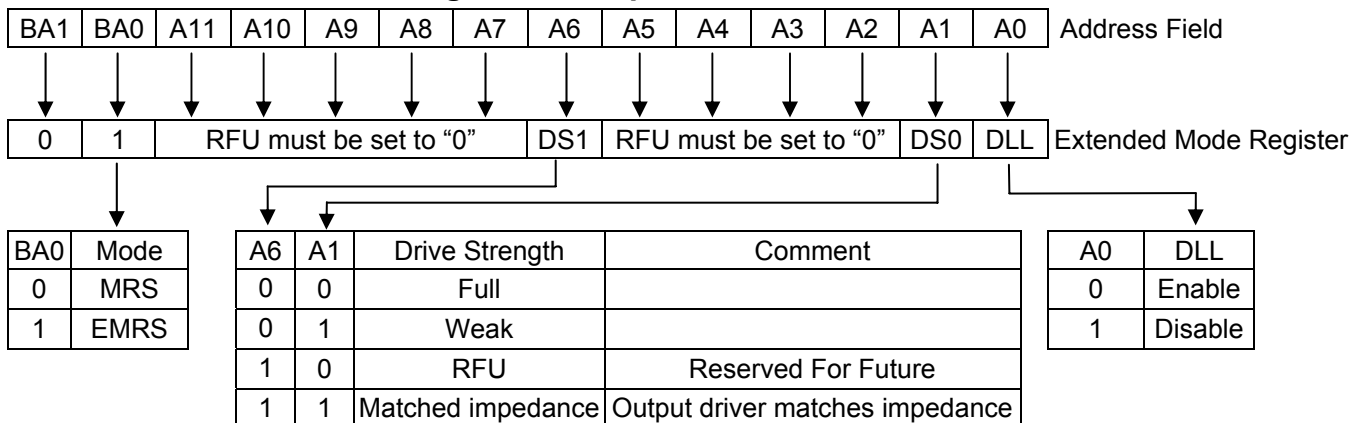 BA1 BA0 A11 A10 A9 A8 A7 A6 A5 A4 A3 A2 A1 A0 Address Field
0 1 RFU must be set to “0” DS1 RFU must be set to “0” DS0 DLL Extended Mode Register
BA0 Mode A6 A1 Drive Strength Comment A0 DLL
0 MRS 0 0 Full 0 Enable
1 EMRS 0 1 Weak 1 Disable
1 0 RFU Reserved For Future
1 1 Matched impedance Output driver matches impedance